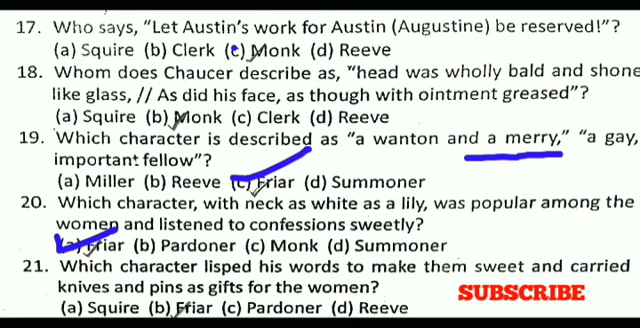 17. Who says, “Let Austin’s work for Austin (Augustine) be reserved!”?
(a) Squire (b) Clerk (c) Monk (d) Reeve
18. Whom does Chaucer describe as, “head was wholly bald and shone
like glass, // As did his face, as though with ointment greased”?
(a) Squire (b) Monk (c) Clerk (d) Reeve
19. Which character is described as “a wanton and a merry,” “a gay,
important fellow”?
(a) Miller (b) Reeve (c) Friar (d) Summoner
20. Which character, with neck as white as a lily, was popular among the
women and listened to confessions sweetly?
(a) Friar (b) Pardoner (c) Monk (d) Summoner
21. Which character lisped his words to make them sweet and carried
knives and pins as gifts for the women?
(a) Squire (b) Friar (c) Pardoner (d) Reeve
SUBSCRIBE